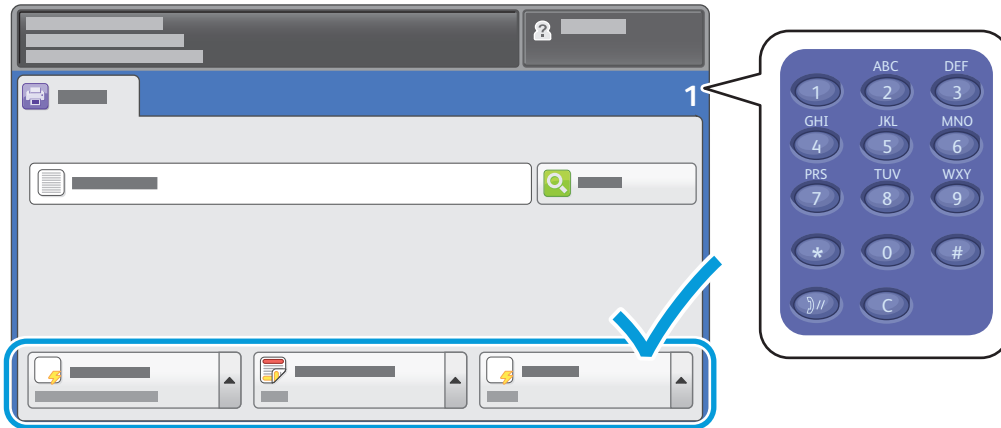 ?
1
ABC DEF
1 2 3
GHI JKL MNO
4 5 6
PRS TUV WXY
7 8 9
* 0 #
C